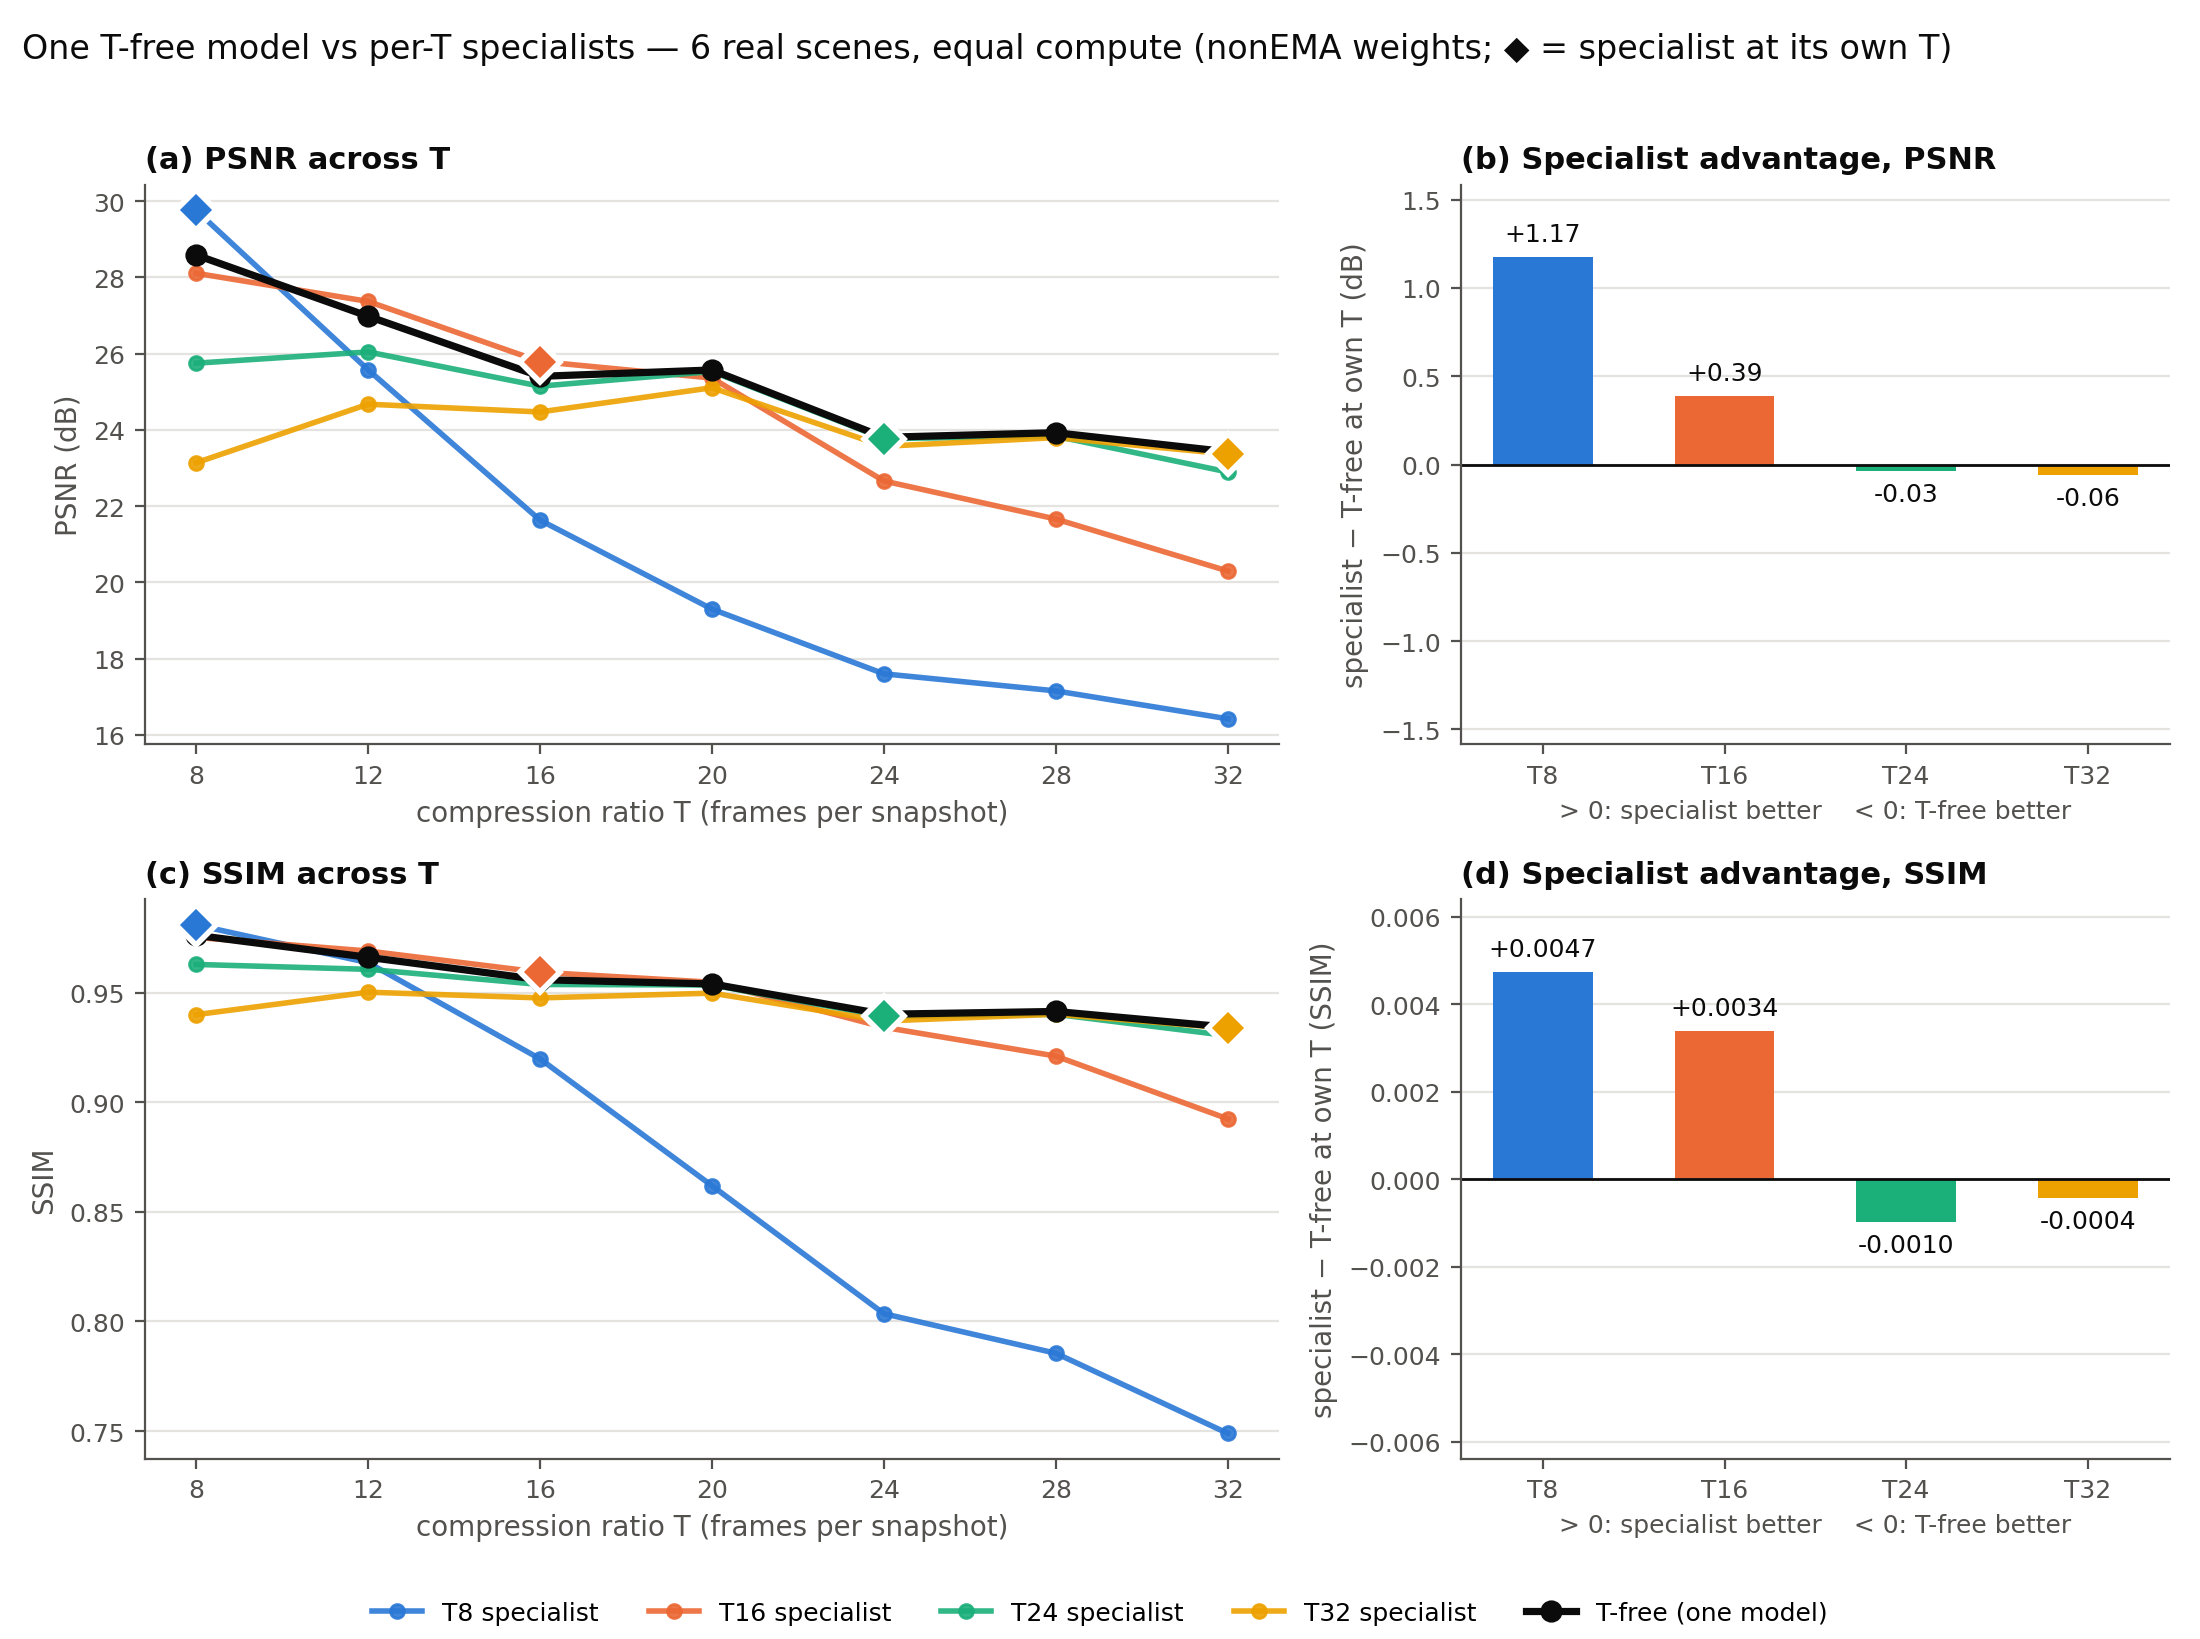 One T-free model vs per-T specialists — 6 real scenes, equal compute (nonEMA weights; ◆ = specialist at its own T)
(a) PSNR across T
PSNR (dB)
30
28
26
24
22
20
18
16
8 12 16 20 24 28 32
compression ratio T (frames per snapshot)
(b) Specialist advantage, PSNR
specialist − T-free at own T (dB)
1.5
1.0
0.5
0.0
−0.5
−1.0
−1.5
+1.17
+0.39
-0.03
-0.06
T8 T16 T24 T32
> 0: specialist better < 0: T-free better
(c) SSIM across T
SSIM
0.95
0.90
0.85
0.80
0.75
8 12 16 20 24 28 32
compression ratio T (frames per snapshot)
(d) Specialist advantage, SSIM
specialist − T-free at own T (SSIM)
0.006
0.004
0.002
0.000
−0.002
−0.004
−0.006
+0.0047
+0.0034
-0.0010
-0.0004
T8 T16 T24 T32
> 0: specialist better < 0: T-free better
T8 specialist T16 specialist T24 specialist T32 specialist T-free (one model)